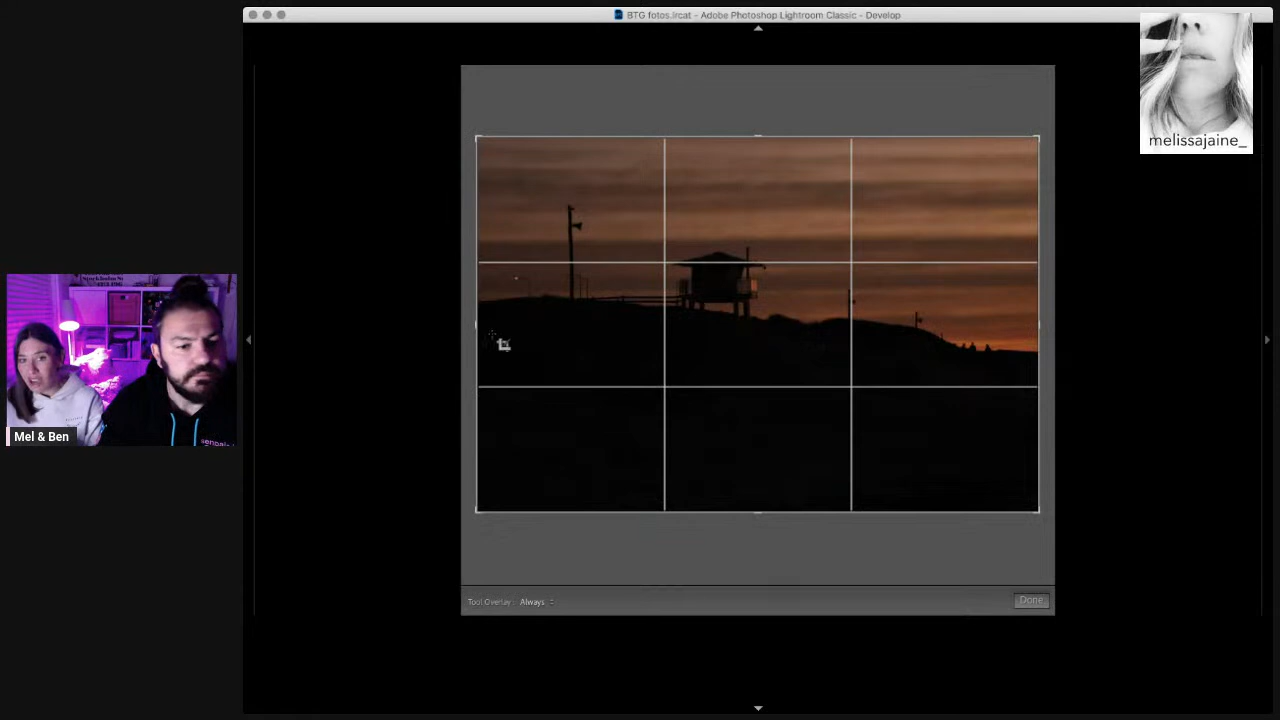 BTG fotos.lrcat - Adobe Photoshop Lightroom Classic - Develop
melissajaine_
Mel & Ben
Tool Overlay: Always
Done